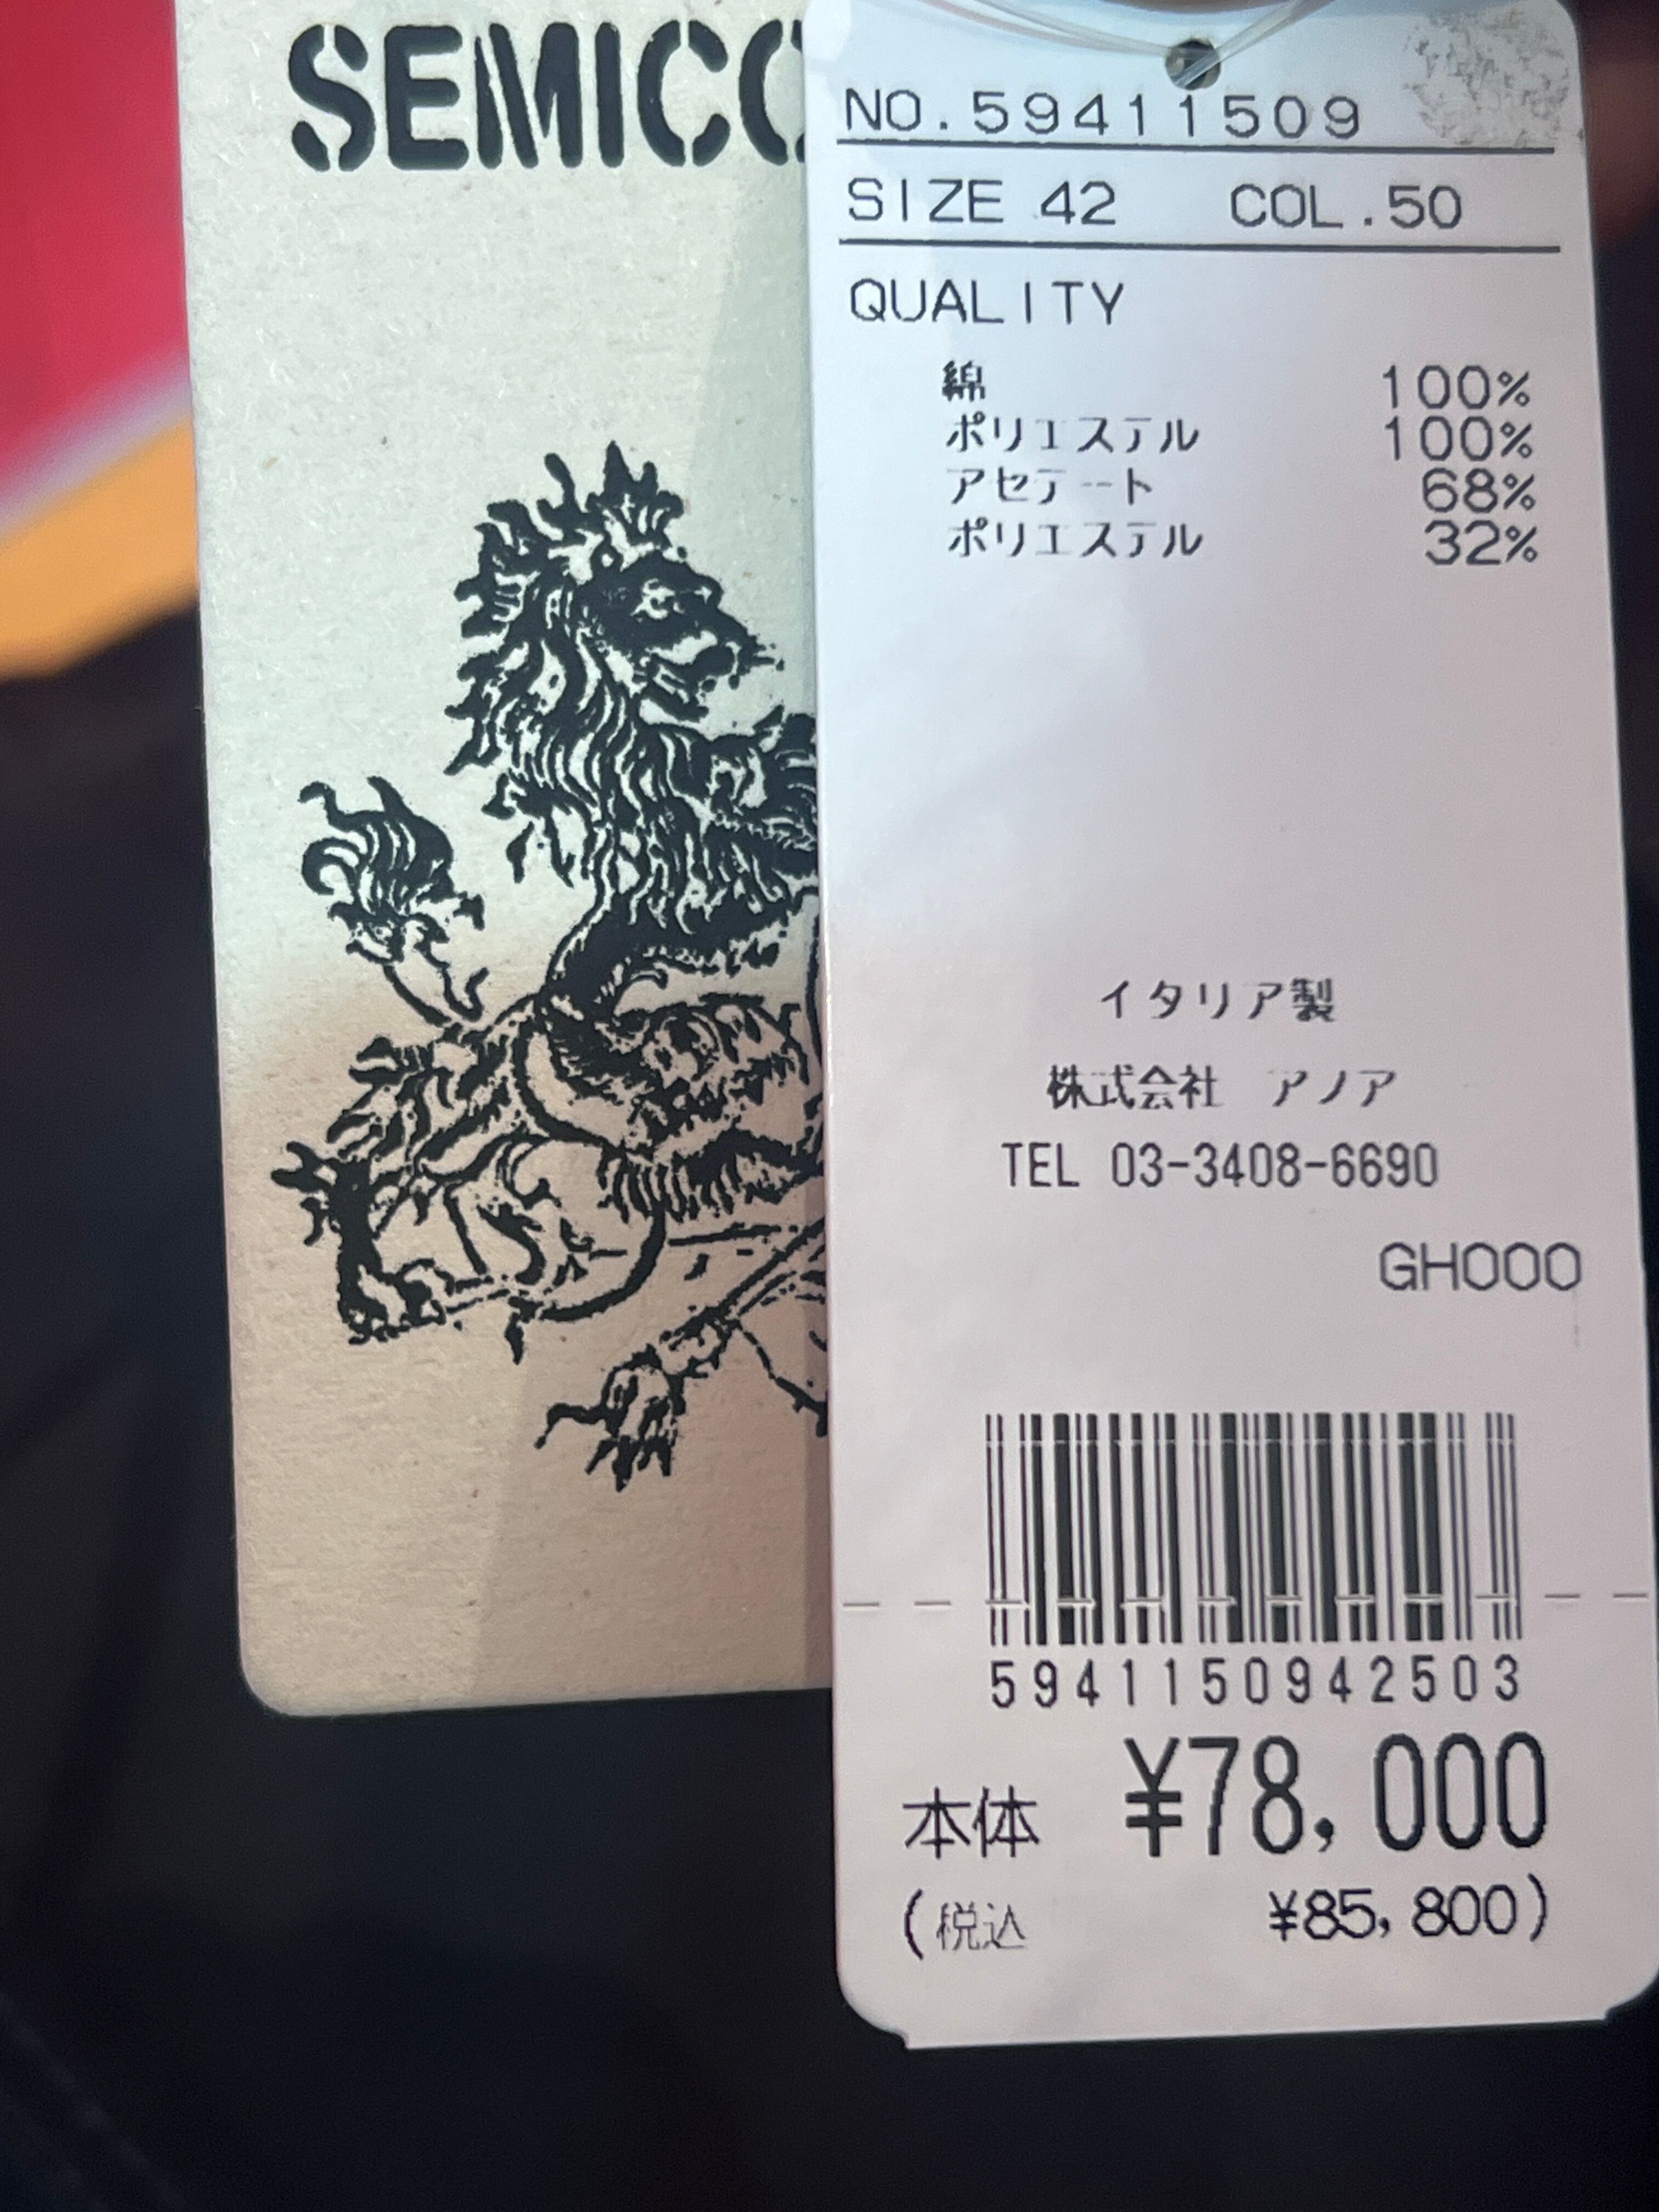 SEMICO
NO.59411509
SIZE 42 COL.50
QUALITY
綿 100%
ポリエステル 100%
アセテート 68%
ポリエステル 32%
イタリア製
株式会社 アノア
TEL 03-3408-6690
GH000
5941150942503
本体 ¥78,000
(税込 ¥85,800)